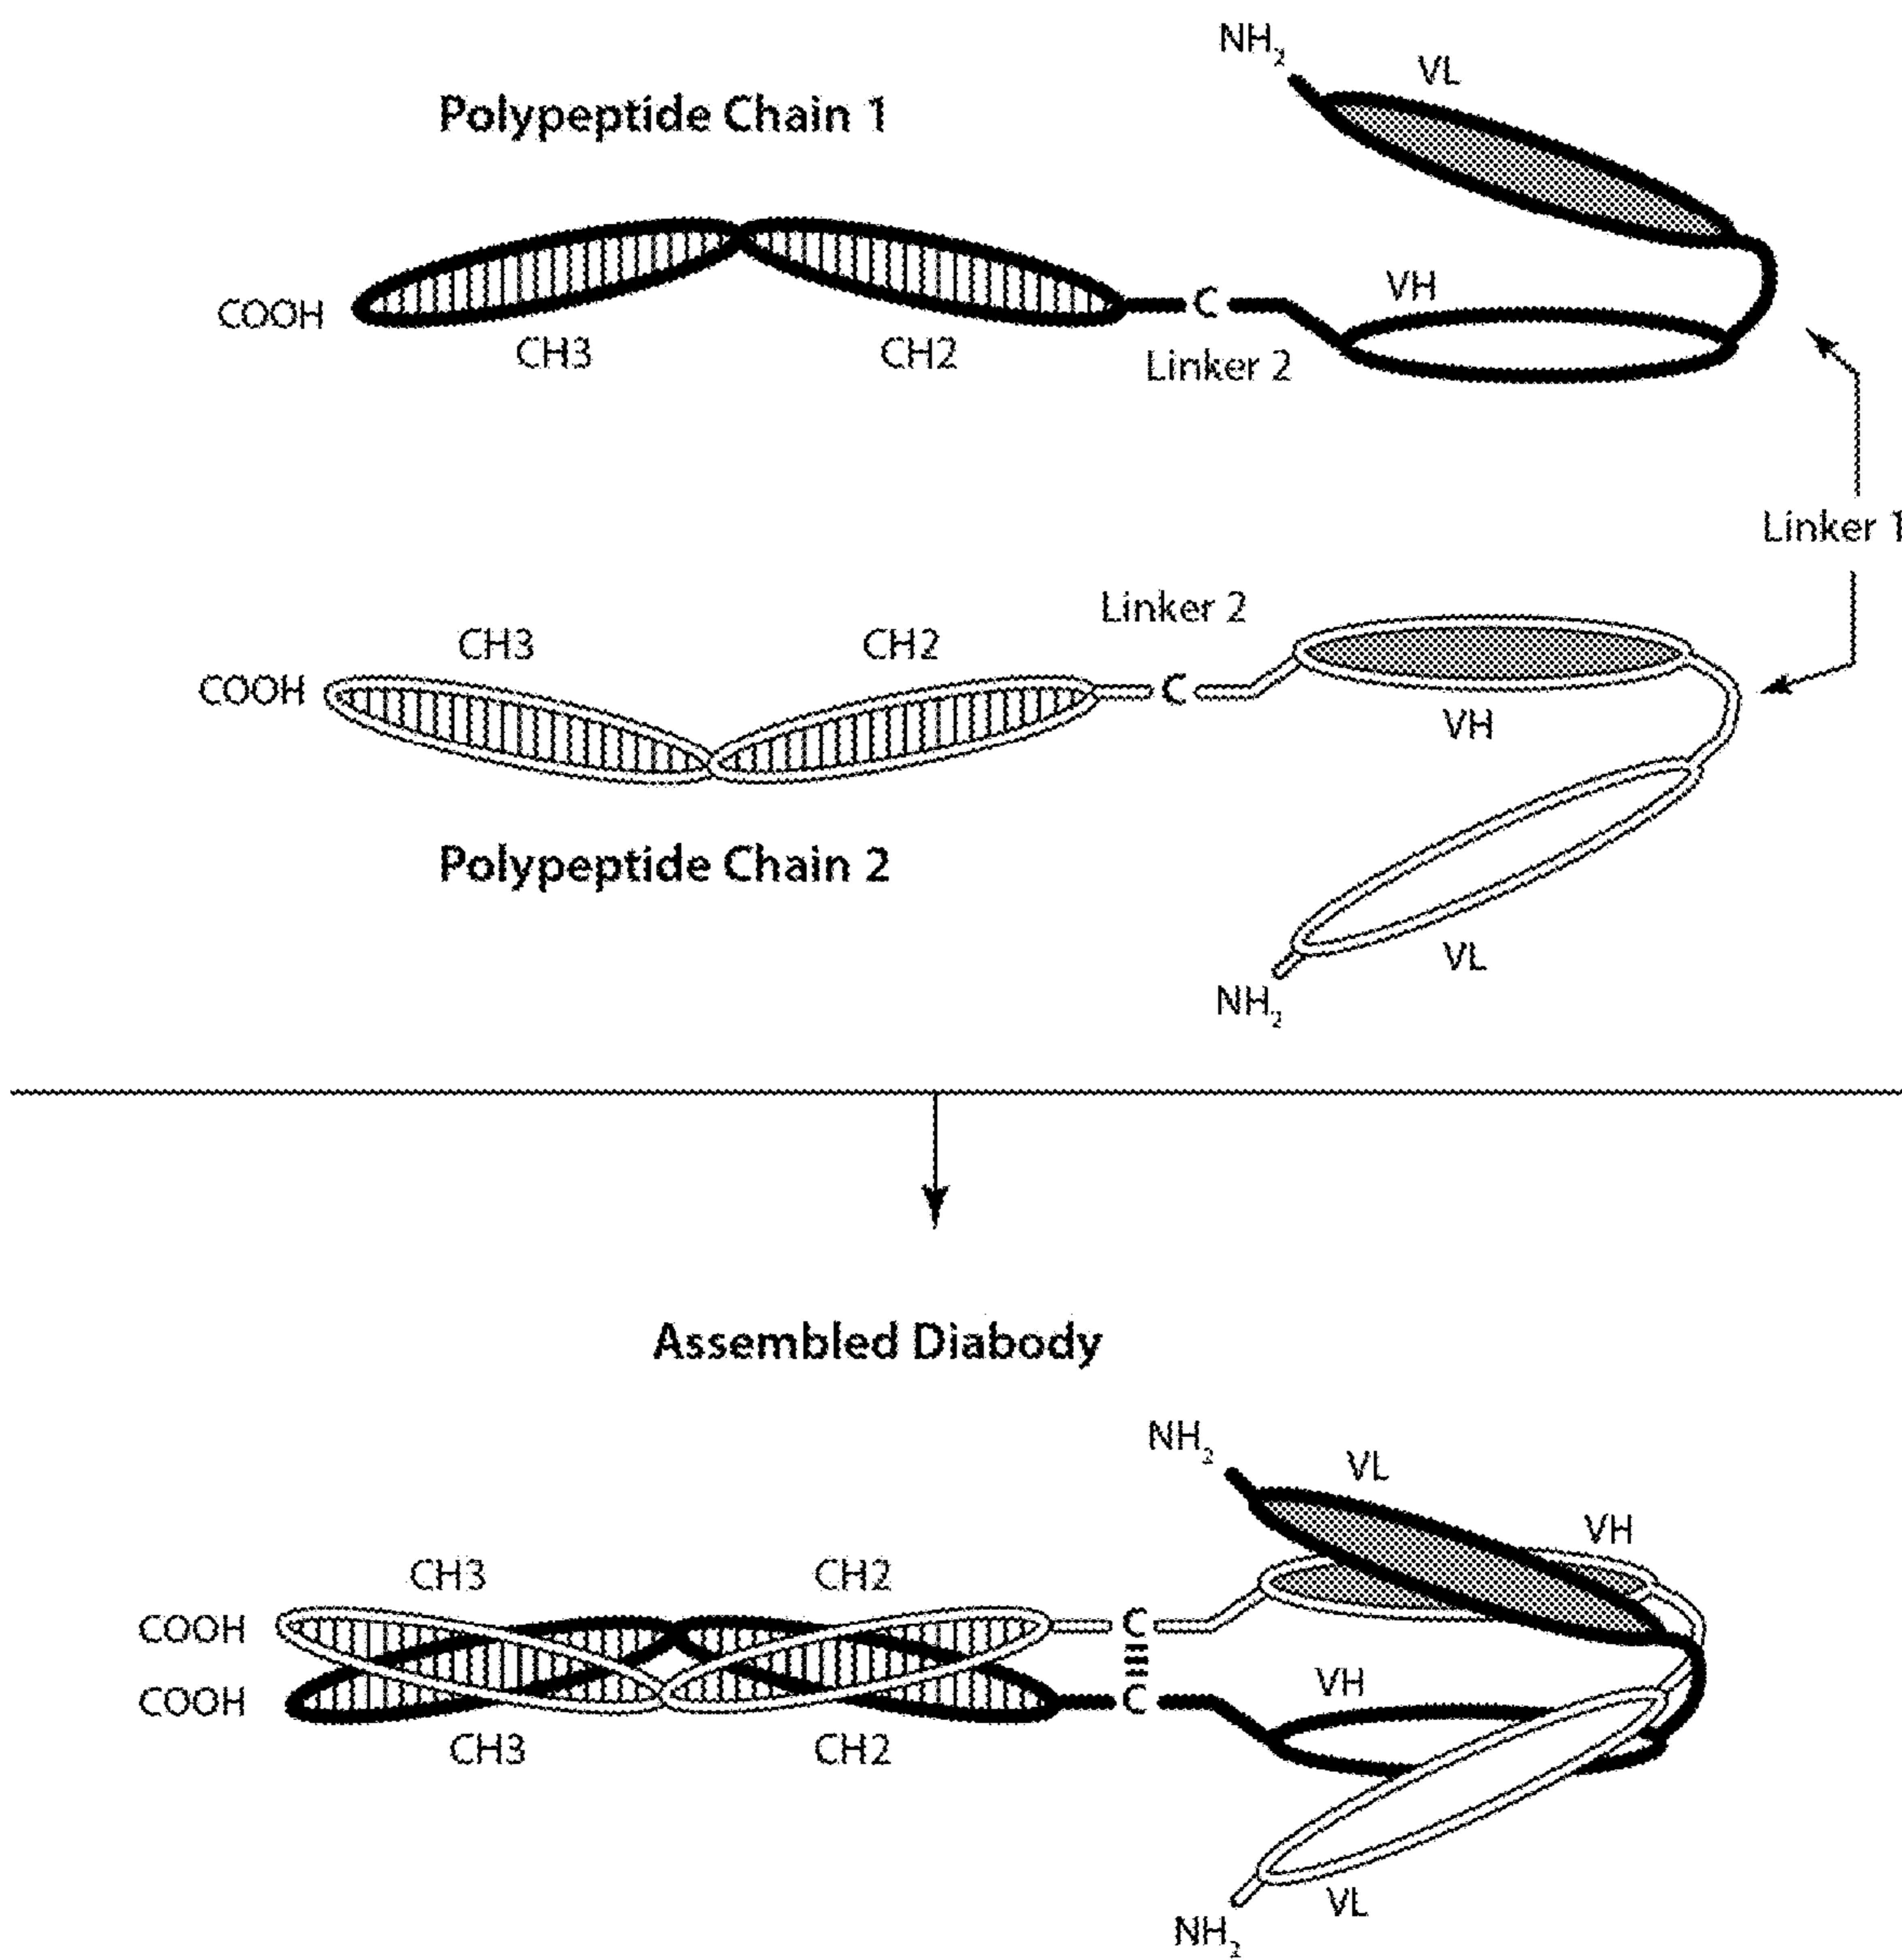 NH₂
VL
Polypeptide Chain 1
VH
COOH
C
CH3
CH2
Linker 2
Linker 1
Linker 2
CH3
CH2
COOH
C
VH
Polypeptide Chain 2
VL
NH₂
Assembled Diabody
NH₂
VL
VH
CH3
CH2
COOH
C
VH
COOH
C
CH3
CH2
VL
NH₂